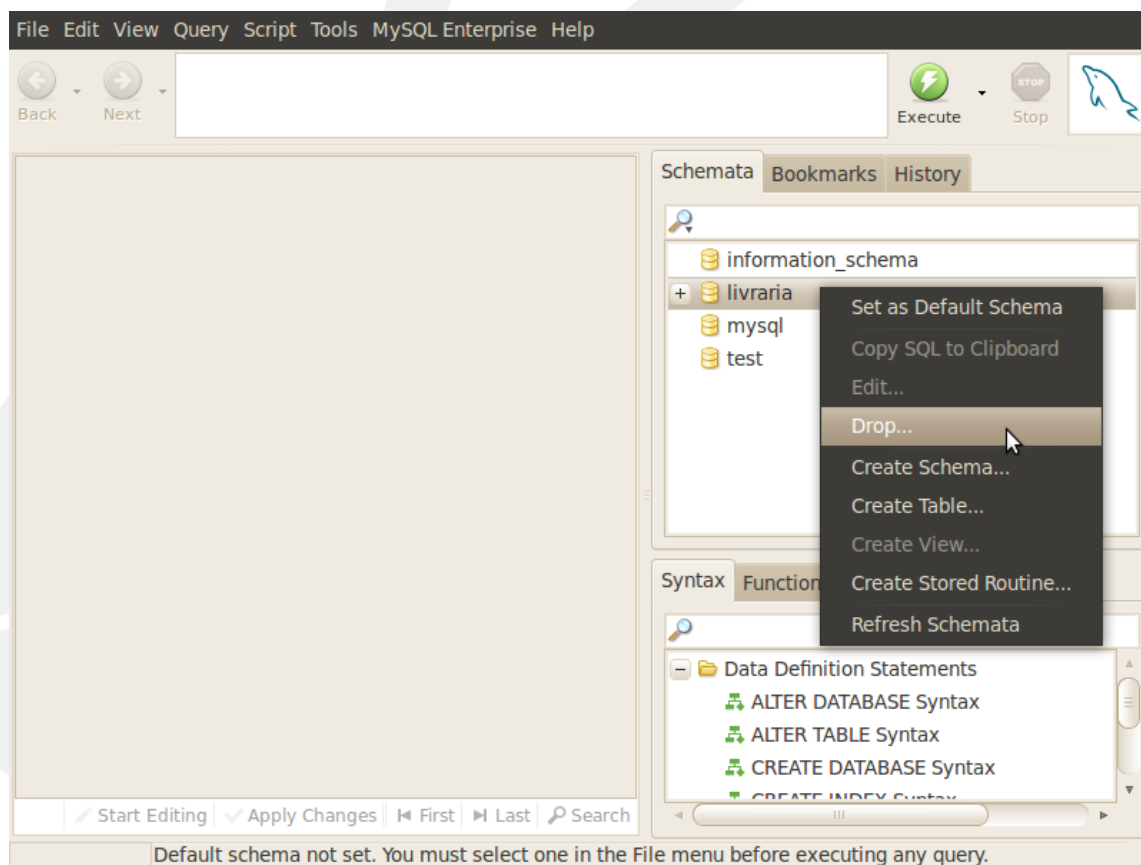 File Edit View Query Script Tools MySQL Enterprise Help
Back Next Execute STOP Stop
Schemata Bookmarks History
information_schema
livraria
mysql
test
Set as Default Schema
Copy SQL to Clipboard
Edit...
Drop...
Create Schema...
Create Table...
Create View...
Create Stored Routine...
Refresh Schemata
Syntax Function
Data Definition Statements
ALTER DATABASE Syntax
ALTER TABLE Syntax
CREATE DATABASE Syntax
CREATE INDEX Syntax
Start Editing Apply Changes First Last Search
Default schema not set. You must select one in the File menu before executing any query.